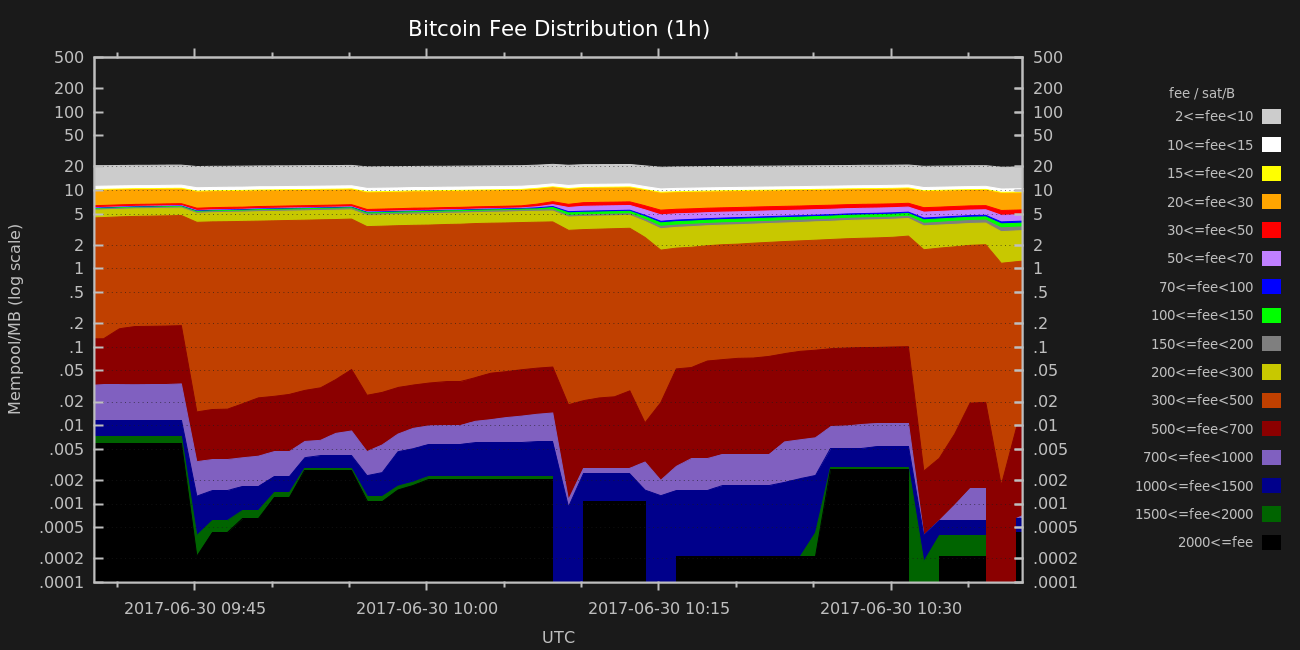 Bitcoin Fee Distribution (1h)
Mempool/MB (log scale)
500
200
100
50
20
10
5
2
1
.5
.2
.1
.05
.02
.01
.005
.002
.001
.0005
.0002
.0001
500
200
100
50
20
10
5
2
1
.5
.2
.1
.05
.02
.01
.005
.002
.001
.0005
.0002
.0001
fee / sat/B
2<=fee<10
10<=fee<15
15<=fee<20
20<=fee<30
30<=fee<50
50<=fee<70
70<=fee<100
100<=fee<150
150<=fee<200
200<=fee<300
300<=fee<500
500<=fee<700
700<=fee<1000
1000<=fee<1500
1500<=fee<2000
2000<=fee
2017-06-30 09:45
2017-06-30 10:00
2017-06-30 10:15
2017-06-30 10:30
UTC